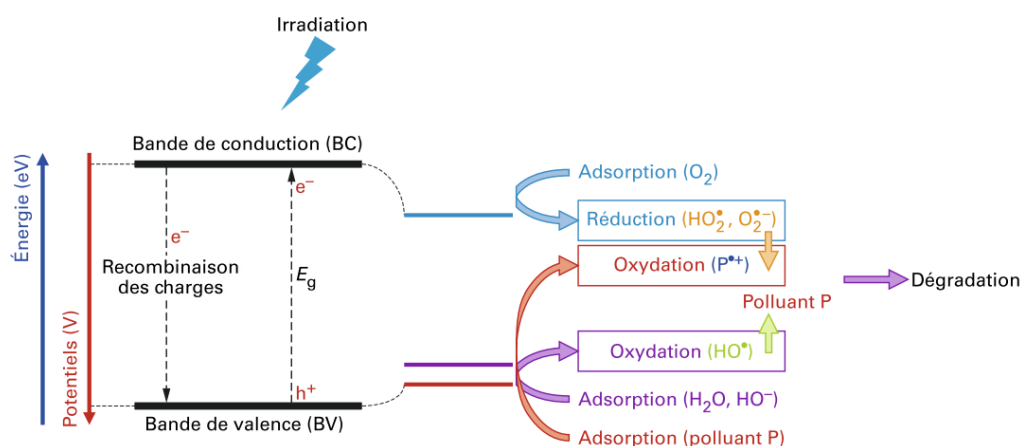 Irradiation
Bande de conduction (BC)
Énergie (eV)
Potentiels (V)
e⁻
e⁻
Recombinaison
des charges
E_g
h⁺
Bande de valence (BV)
Adsorption (O₂)
Réduction (HO₂•, O₂•⁻)
Oxydation (P•⁺)
Dégradation
Polluant P
Oxydation (HO•)
Adsorption (H₂O, HO⁻)
Adsorption (polluant P)